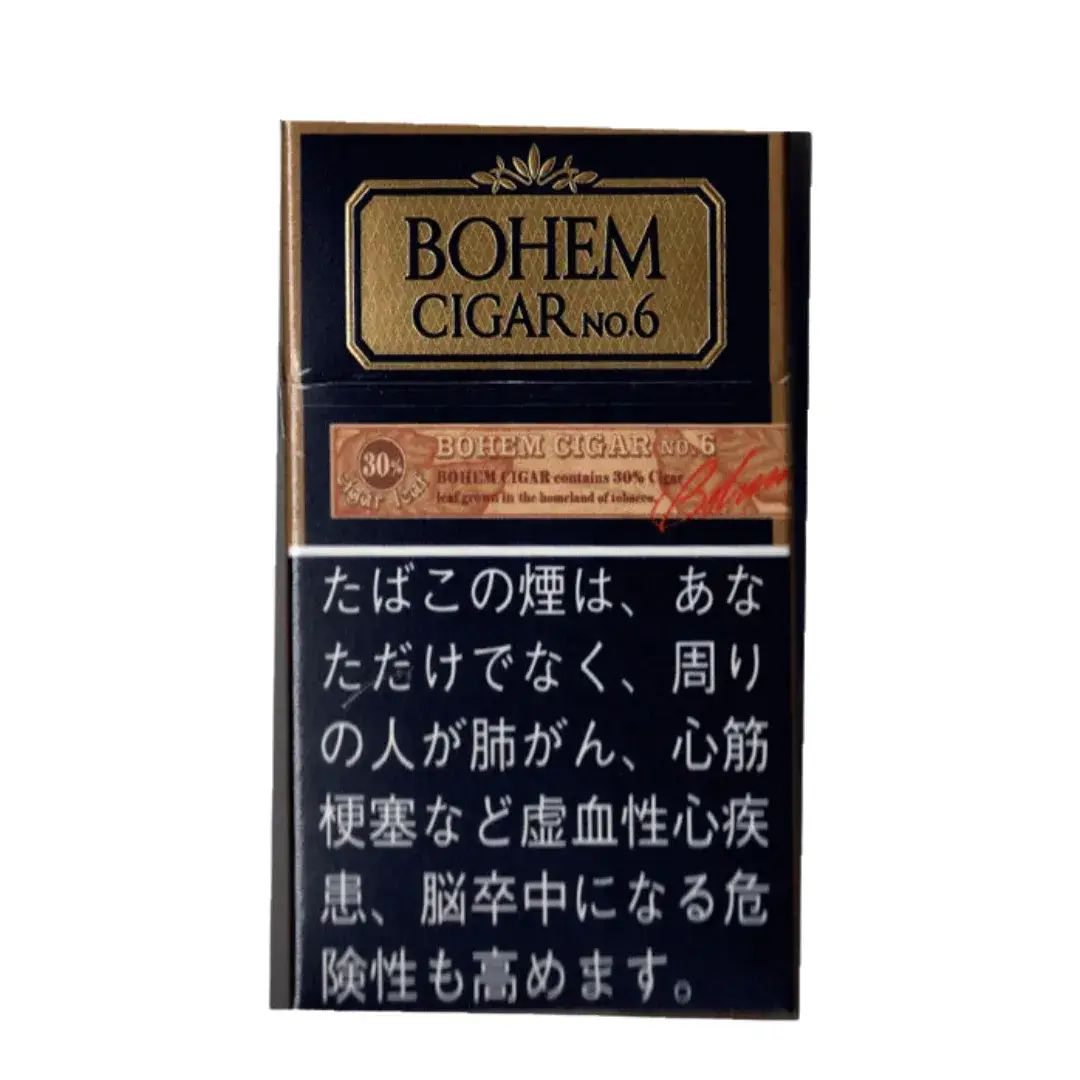 BOHEM
CIGAR NO.6
BOHEM CIGAR NO.6
30%
cigar leaf
BOHEM CIGAR contains 30% Cigar
leaf grown in the homeland of tobacco.
Bohem
たばこの煙は、あな
ただけでなく、周り
の人が肺がん、心筋
梗塞など虚血性心疾
患、脳卒中になる危
険性も高めます。